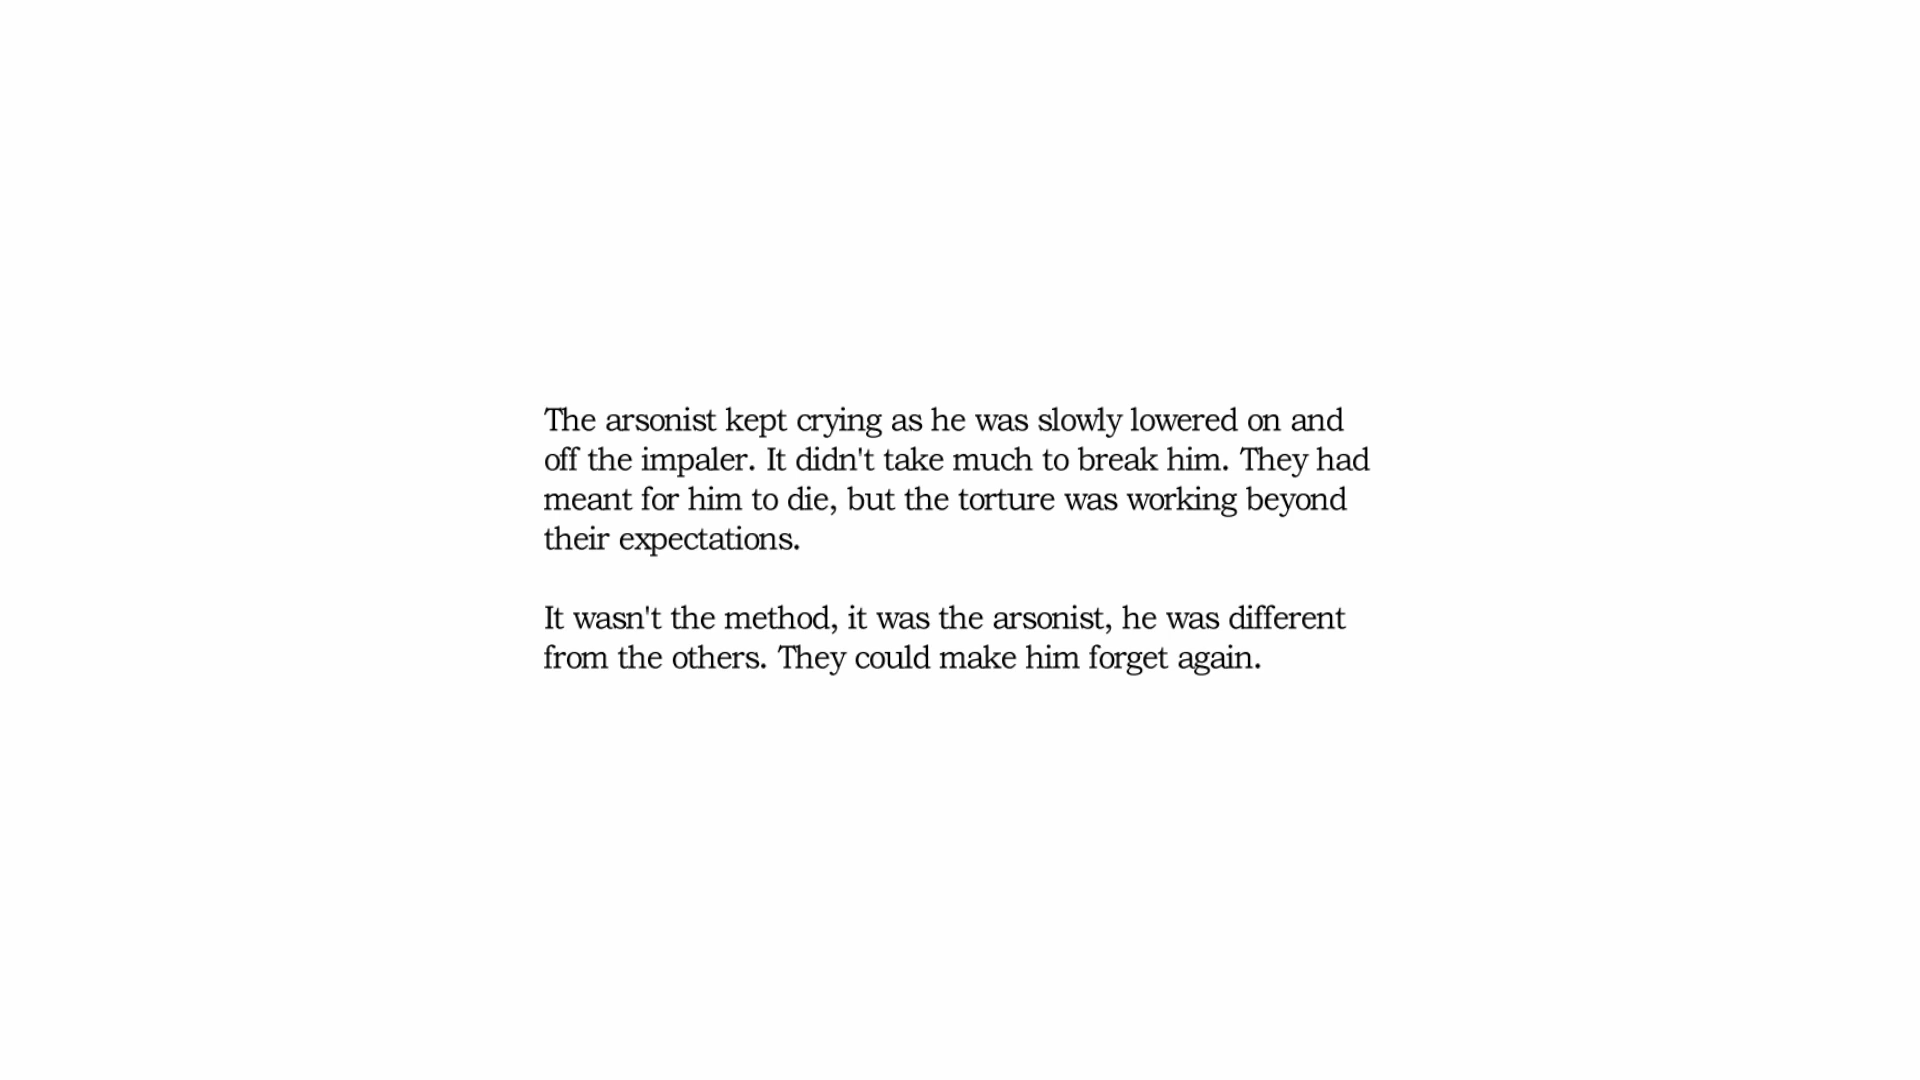 The arsonist kept crying as he was slowly lowered on and
off the impaler. It didn't take much to break him. They had
meant for him to die, but the torture was working beyond
their expectations.
It wasn't the method, it was the arsonist, he was different
from the others. They could make him forget again.